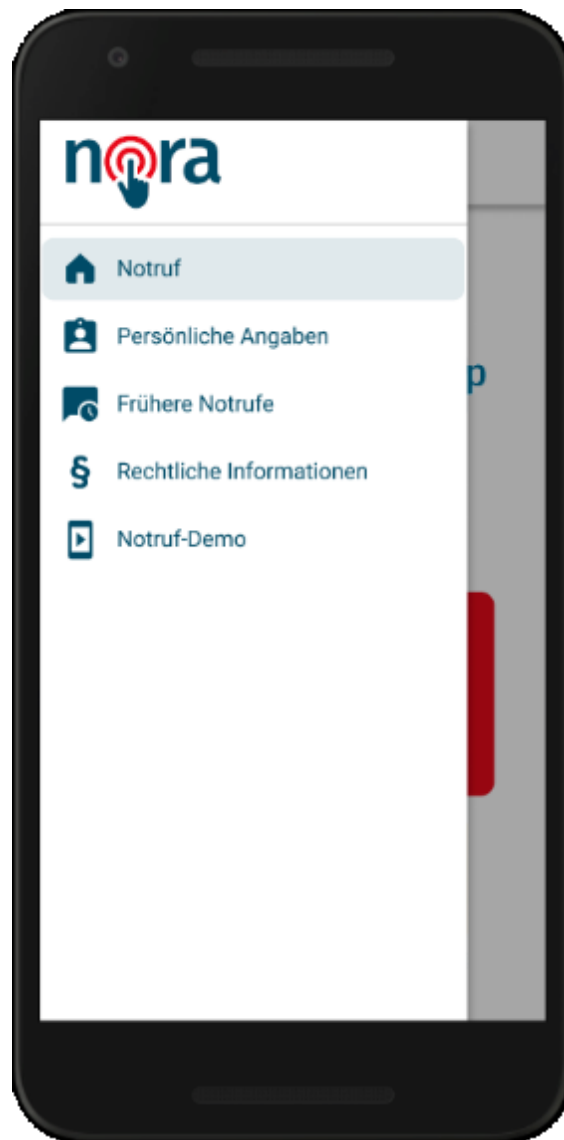 nora
Notruf
Persönliche Angaben
p
Frühere Notrufe
§ Rechtliche Informationen
Notruf-Demo